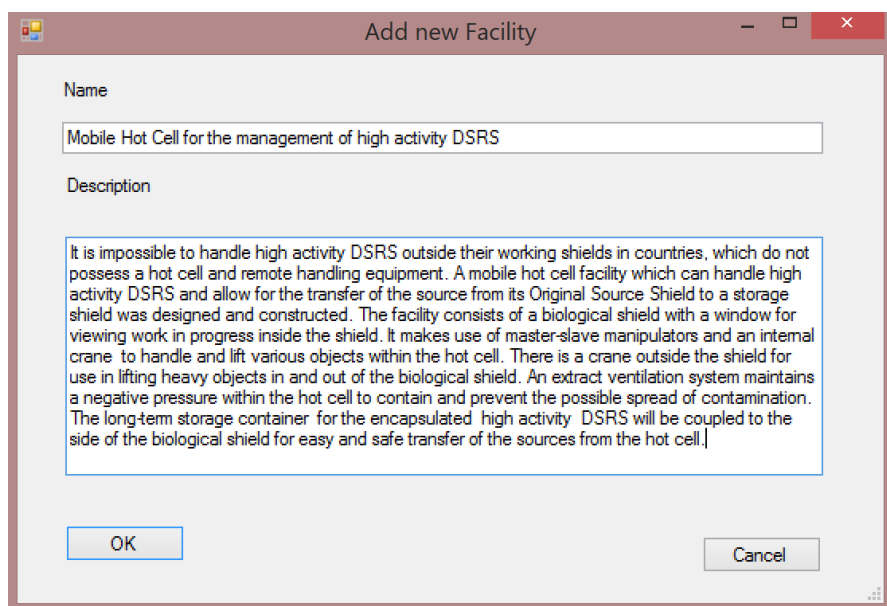 Add new Facility
Name
Mobile Hot Cell for the management of high activity DSRS
Description
It is impossible to handle high activity DSRS outside their working shields in countries, which do not
possess a hot cell and remote handling equipment. A mobile hot cell facility which can handle high
activity DSRS and allow for the transfer of the source from its Original Source Shield to a storage
shield was designed and constructed. The facility consists of a biological shield with a window for
viewing work in progress inside the shield. It makes use of master-slave manipulators and an internal
crane  to handle and lift various objects within the hot cell. There is a crane outside the shield for
use in lifting heavy objects in and out of the biological shield. An extract ventilation system maintains
a negative pressure within the hot cell to contain and prevent the possible spread of contamination.
The long-term storage container  for the encapsulated  high activity  DSRS will be coupled to the
side of the biological shield for easy and safe transfer of the sources from the hot cell.
OK
Cancel